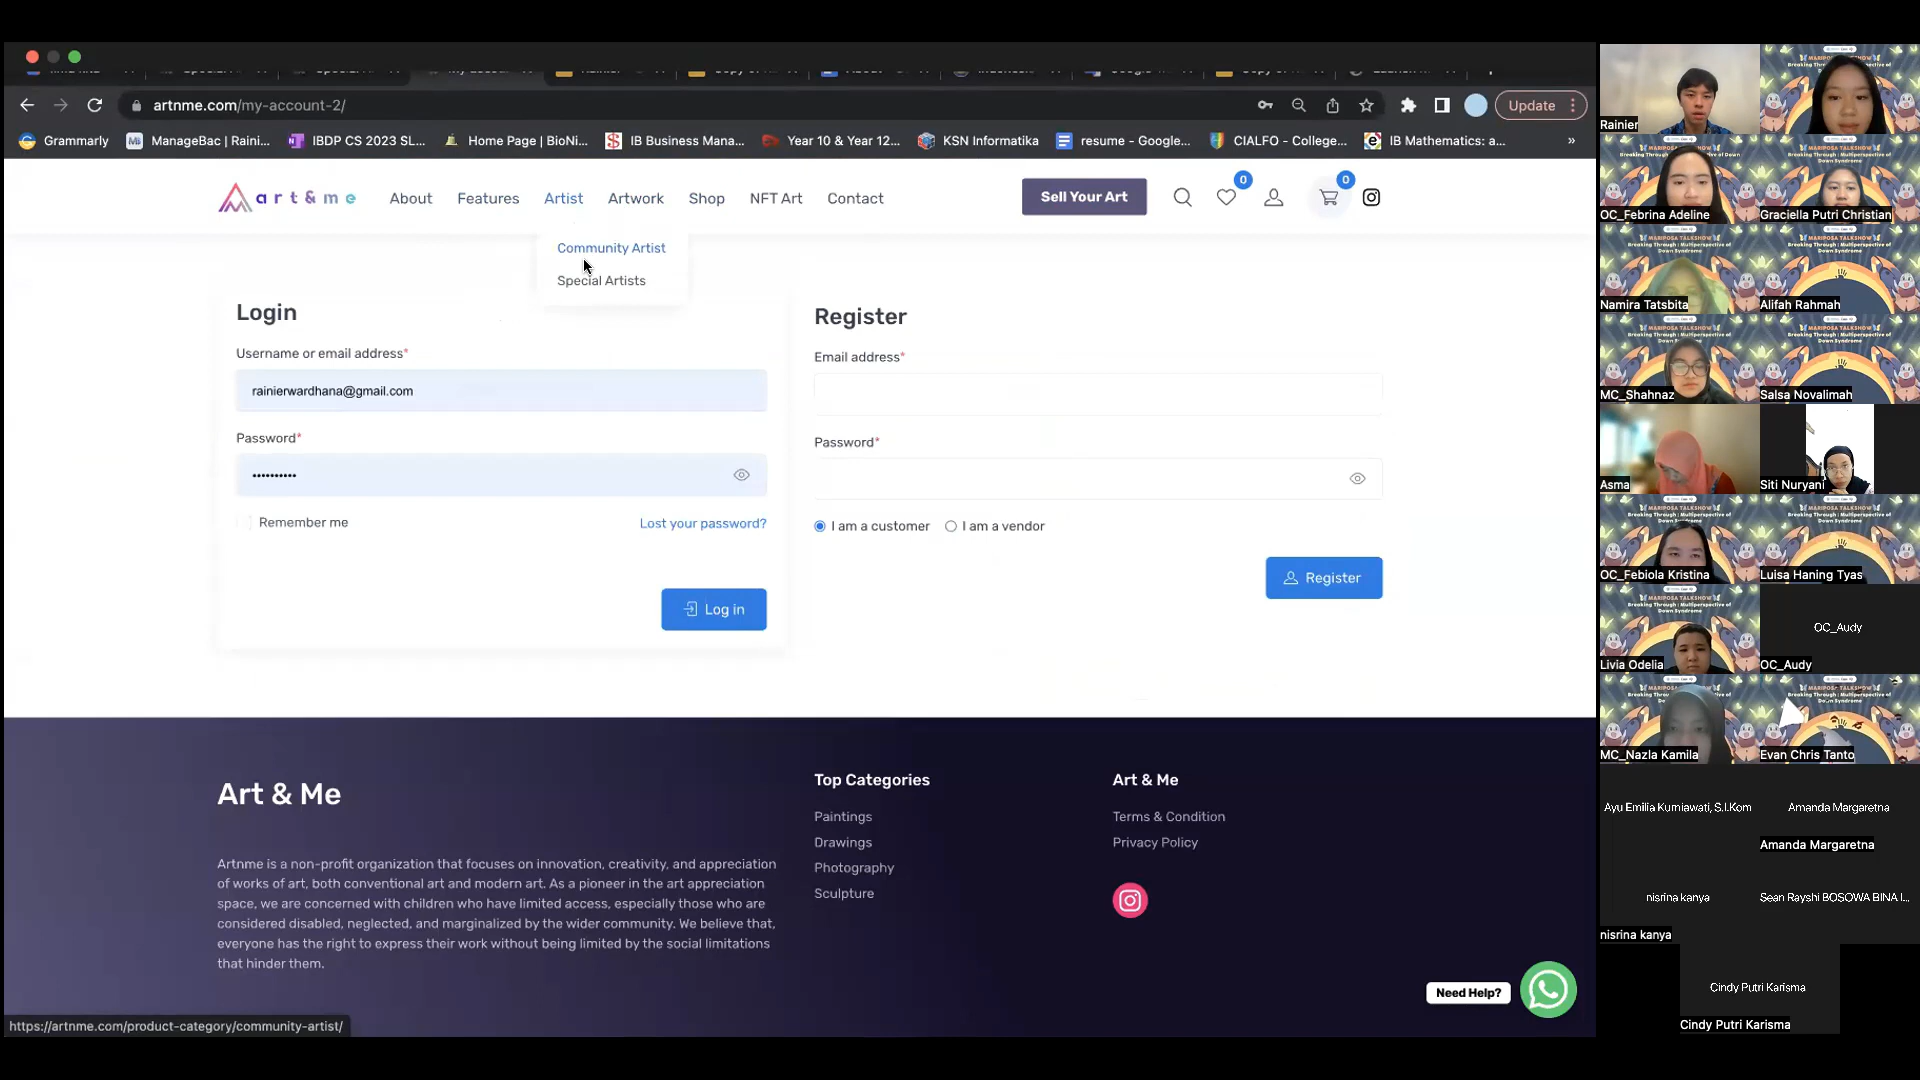 artnme.com/my-account-2/
Update
Grammarly
ManageBac | Raini...
IBDP CS 2023 SL...
Home Page | BioNi...
IB Business Mana...
Year 10 & Year 12...
KSN Informatika
resume - Google...
CIALFO - College...
IB Mathematics: a...
»
art&me
About
Features
Artist
Artwork
Shop
NFT Art
Contact
Sell Your Art
0
0
Community Artist
Special Artists
Login
Username or email address*
rainierwardhana@gmail.com
Password*
Remember me
Lost your password?
Log in
Register
Email address*
Password*
I am a customer
I am a vendor
Register
Art & Me
Artnme is a non-profit organization that focuses on innovation, creativity, and appreciation
of works of art, both conventional art and modern art. As a pioneer in the art appreciation
space, we are concerned with children who have limited access, especially those who are
considered disabled, neglected, and marginalized by the wider community. We believe that,
everyone has the right to express their work without being limited by the social limitations
that hinder them.
Top Categories
Paintings
Drawings
Photography
Sculpture
Art & Me
Terms & Condition
Privacy Policy
Need Help?
https://artnme.com/product-category/community-artist/
Rainier
OC_Febrina Adeline
Graciella Putri Christian
Namira Tatsbita
Alifah Rahmah
MC_Shahnaz
Salsa Novalimah
Asma
Siti Nuryani
OC_Febiola Kristina
Luisa Haning Tyas
MARIPOSA TALKSHOW
Breaking Through : Multiperspective of
Down Syndrome
Livia Odelia
OC_Audy
OC_Audy
MC_Nazla Kamila
Evan Chris Tanto
Ayu Emilia Kurniawati, S.I.Kom
Amanda Margaretna
Amanda Margaretna
nisrina kanya
Sean Rayshi BOSOWA BINA I...
nisrina kanya
Cindy Putri Karisma
Cindy Putri Karisma